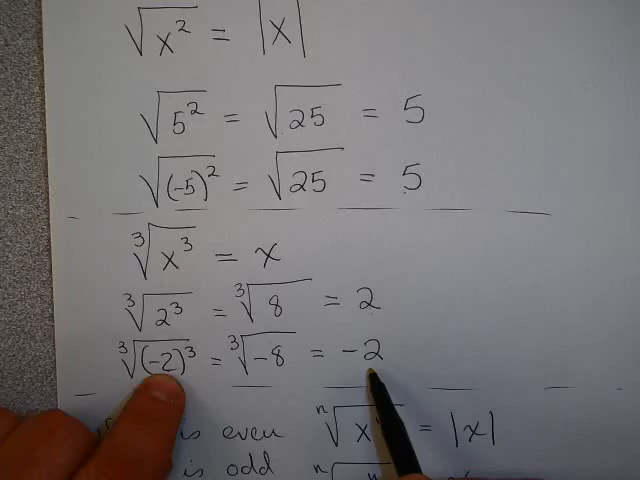 √x² = |x|
√5² = √25 = 5
√(-5)² = √25 = 5
∛x³ = x
∛2³ = ∛8 = 2
∛(-2)³ = ∛-8 = -2
is even ⁿ√x = |x|
is odd ⁿ√